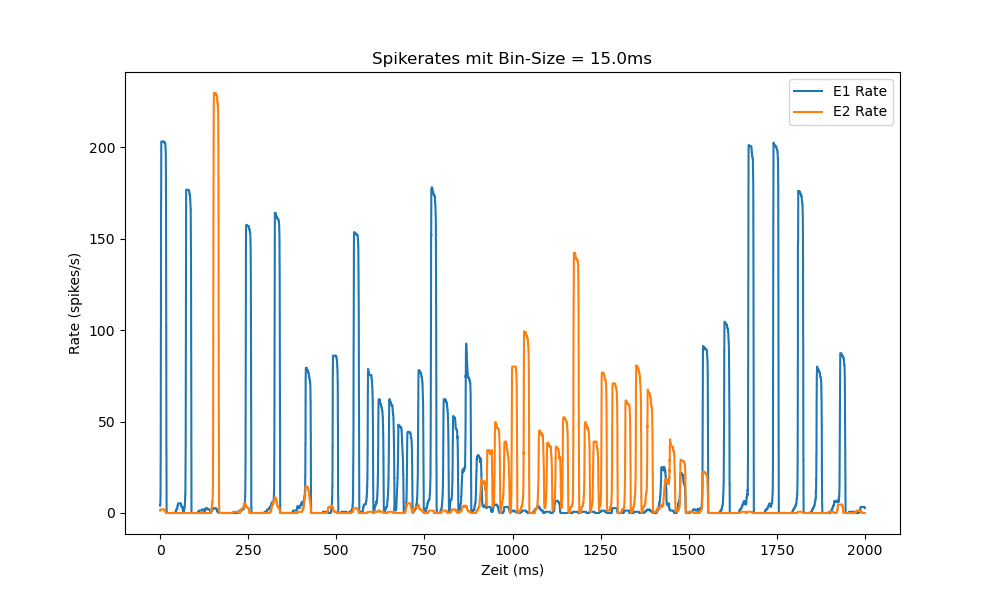 Spikerates mit Bin-Size = 15.0ms
E1 Rate
E2 Rate
200
150
100
50
0
Rate (spikes/s)
0 250 500 750 1000 1250 1500 1750 2000
Zeit (ms)